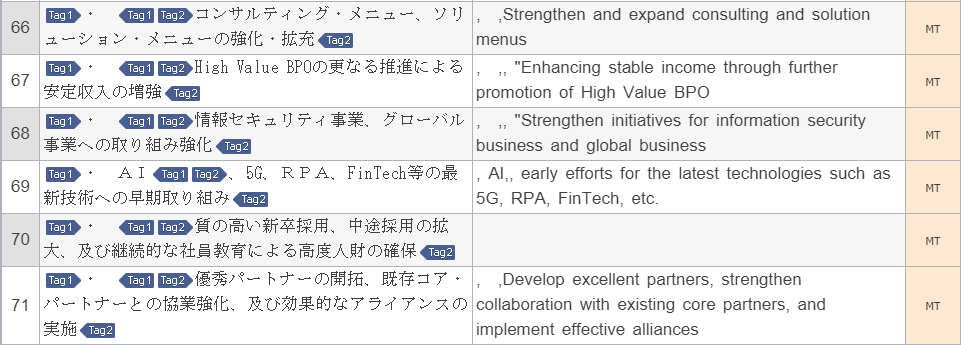 66 Tag1 ・ Tag1 Tag2 コンサルティング・メニュー、ソリ , ,Strengthen and expand consulting and solution
ューション・メニューの強化・拡充 Tag2 menus MT
67 Tag1 ・ Tag1 Tag2 High Value BPOの更なる推進による , ,, "Enhancing stable income through further
安定収入の増強 Tag2 promotion of High Value BPO MT
68 Tag1 ・ Tag1 Tag2 情報セキュリティ事業、グローバル , ,, "Strengthen initiatives for information security
事業への取り組み強化 Tag2 business and global business MT
69 Tag1 ・ ＡＩ Tag1 Tag2 、5G、ＲＰＡ、FinTech等の最 , AI,, early efforts for the latest technologies such as
新技術への早期取り組み Tag2 5G, RPA, FinTech, etc. MT
70 Tag1 ・ Tag1 Tag2 質の高い新卒採用、中途採用の拡
大、及び継続的な社員教育による高度人財の確保 Tag2 MT
71 Tag1 ・ Tag1 Tag2 優秀パートナーの開拓、既存コア・ , ,Develop excellent partners, strengthen
パートナーとの協業強化、及び効果的なアライアンスの collaboration with existing core partners, and MT
実施 Tag2 implement effective alliances